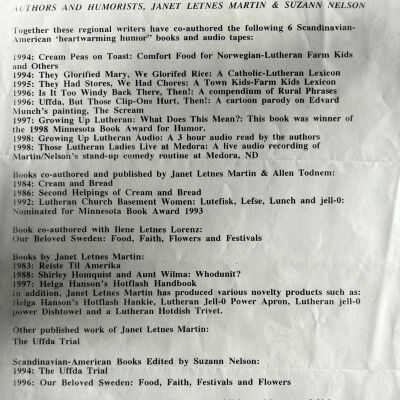 AUTHORS AND HUMORISTS, JANET LETNES MARTIN & SUZANN NELSON
Together these regional writers have co-authored the following 6 Scandinavian-
American "heartwarming humor" books and audio tapes:
1994: Cream Peas on Toast: Comfort Food for Norwegian-Lutheran Farm Kids
and Others
1994: They Glorified Mary, We Glorified Rice: A Catholic-Lutheran Lexicon
1995: They Had Stores, We Had Chores: A Town Kids-Farm Kids Lexicon
1996: Is It Too Windy Back There, Then!: A compendium of Rural Phrases
1996: Uffda, But Those Clip-Ons Hurt, Then!: A cartoon parody on Edvard
Munch's painting, The Scream
1997: Growing Up Lutheran: What Does This Mean?: This book was winner of
the 1998 Minnesota Book Award for Humor.
1998: Growing Up Lutheran Audio: A 3 hour audio read by the authors
1998: Those Lutheran Ladies Live at Medora: A live audio recording of
Martin/Nelson's stand-up comedy routine at Medora, ND
Books co-authored and published by Janet Letnes Martin & Allen Todnem:
1984: Cream and Bread
1986: Second Helpings of Cream and Bread
1992: Lutheran Church Basement Women: Lutefisk, Lefse, Lunch and jell-0:
Nominated for Minnesota Book Award 1993
Book co-authored with Ilene Letnes Lorenz:
Our Beloved Sweden: Food, Faith, Flowers and Festivals
Books by Janet Letnes Martin:
1983: Reiste Til Amerika
1988: Shirley Homquist and Aunt Wilma: Whodunit?
1997: Helga Hanson's Hotflash Handbook
In addition, Janet Letnes Martin has produced various novelty products such as:
Helga Hanson's Hotflash Hankie, Lutheran Jell-0 Power Apron, Lutheran jell-0
power Dishtowel and a Lutheran Hotdish Trivet.
Other published work of Janet Letnes Martin:
The Uffda Trial
Scandinavian-American Books Edited by Suzann Nelson:
1994: The Uffda Trial
1996: Our Beloved Sweden: Food, Faith, Festivals and Flowers